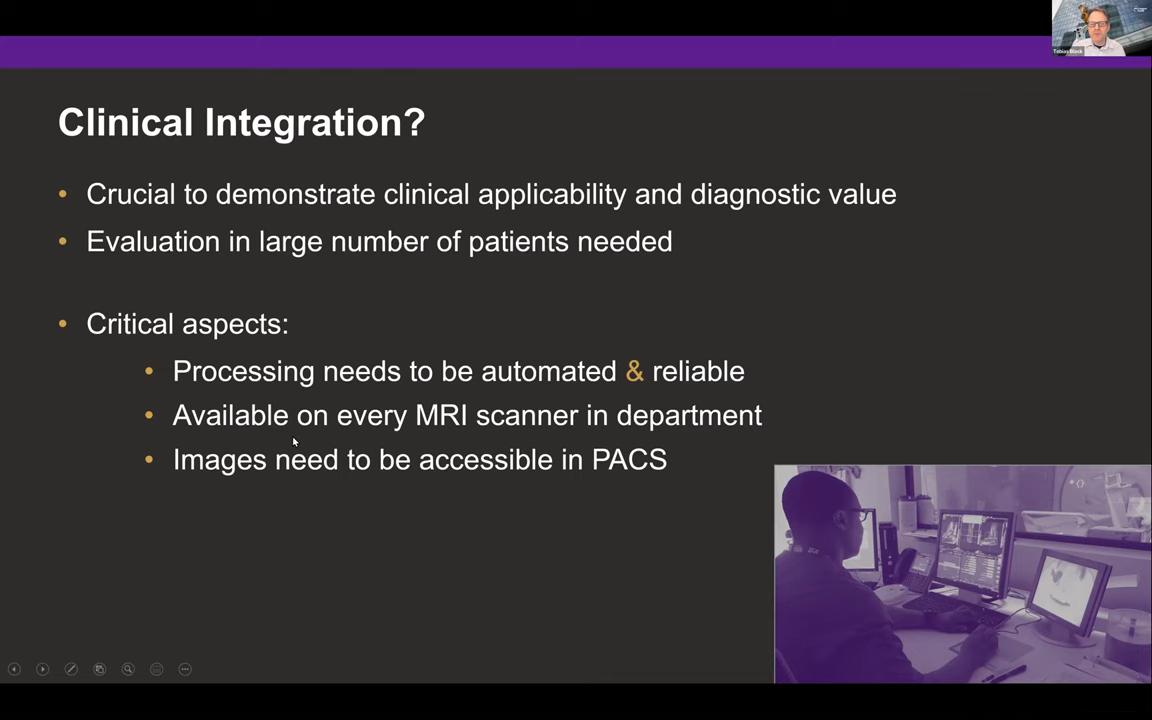 Clinical Integration?
• Crucial to demonstrate clinical applicability and diagnostic value
• Evaluation in large number of patients needed
• Critical aspects:
• Processing needs to be automated & reliable
• Available on every MRI scanner in department
• Images need to be accessible in PACS
Tobias Block